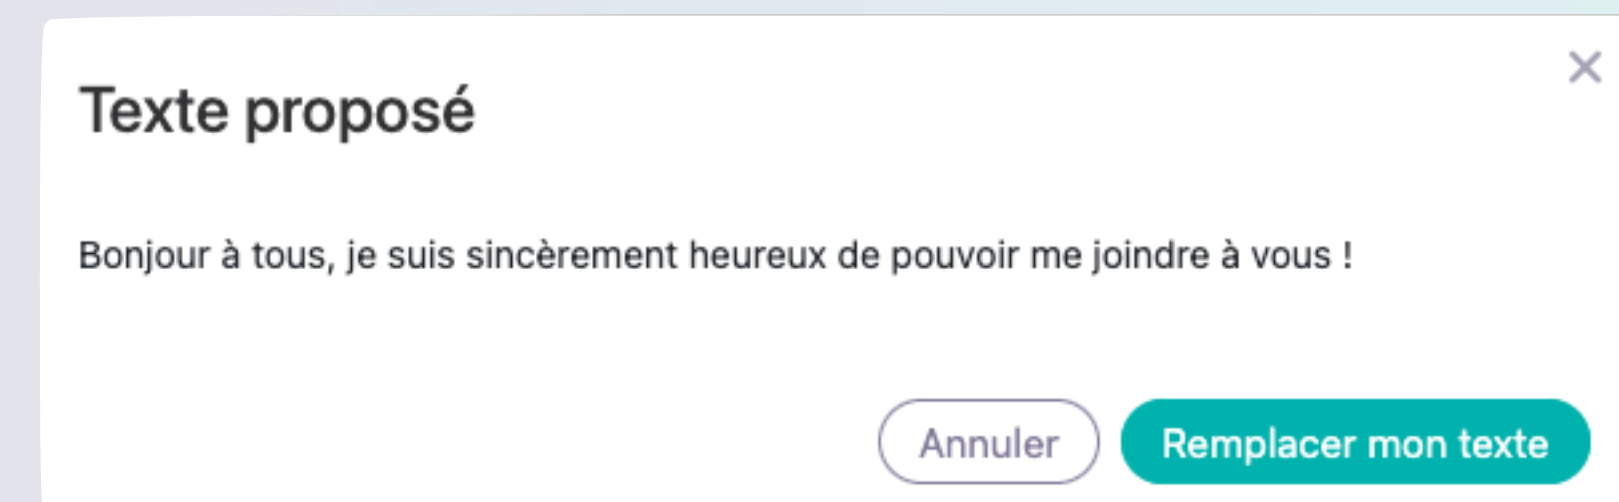 Texte proposé
Bonjour à tous, je suis sincèrement heureux de pouvoir me joindre à vous !
Annuler
Remplacer mon texte